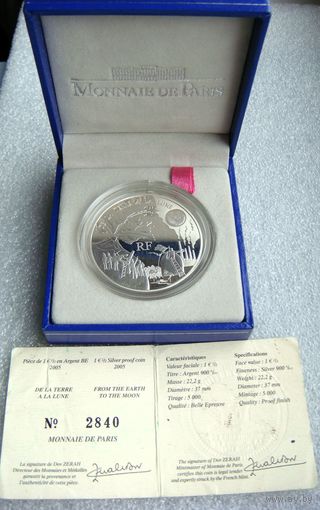 MONNAIE DE PARIS
LUNE
RF
Pièce de 1 € ½ en Argent BE
2005
1 € ½ Silver proof coin
2005
DE LA TERRE
A LA LUNE
FROM THE EARTH
TO THE MOON
No 2840
MONNAIE DE PARIS
La signature de Dov ZERAH
Directeur des Monnaies et Médailles
garantit la provenance et
l'authenticité de cette pièce.
Caractéristiques
Valeur faciale : 1 € ½
Titre : Argent 900 ‰
Masse : 22,2 g
Diamètre : 37 mm
Tirage : 5 000
Qualité : Belle Epreuve
Specifications
Face value : 1 € ½
Fineness : Silver 900 ‰
Weight : 22,2 g
Diameter : 37 mm
Mintage : 5 000
Quality : Proof finish
The signature of Dov ZERAH
Mintmaster of Monnaie de Paris
certifies this coin is legal tender
and expertly struck by the French mint.
ay.by